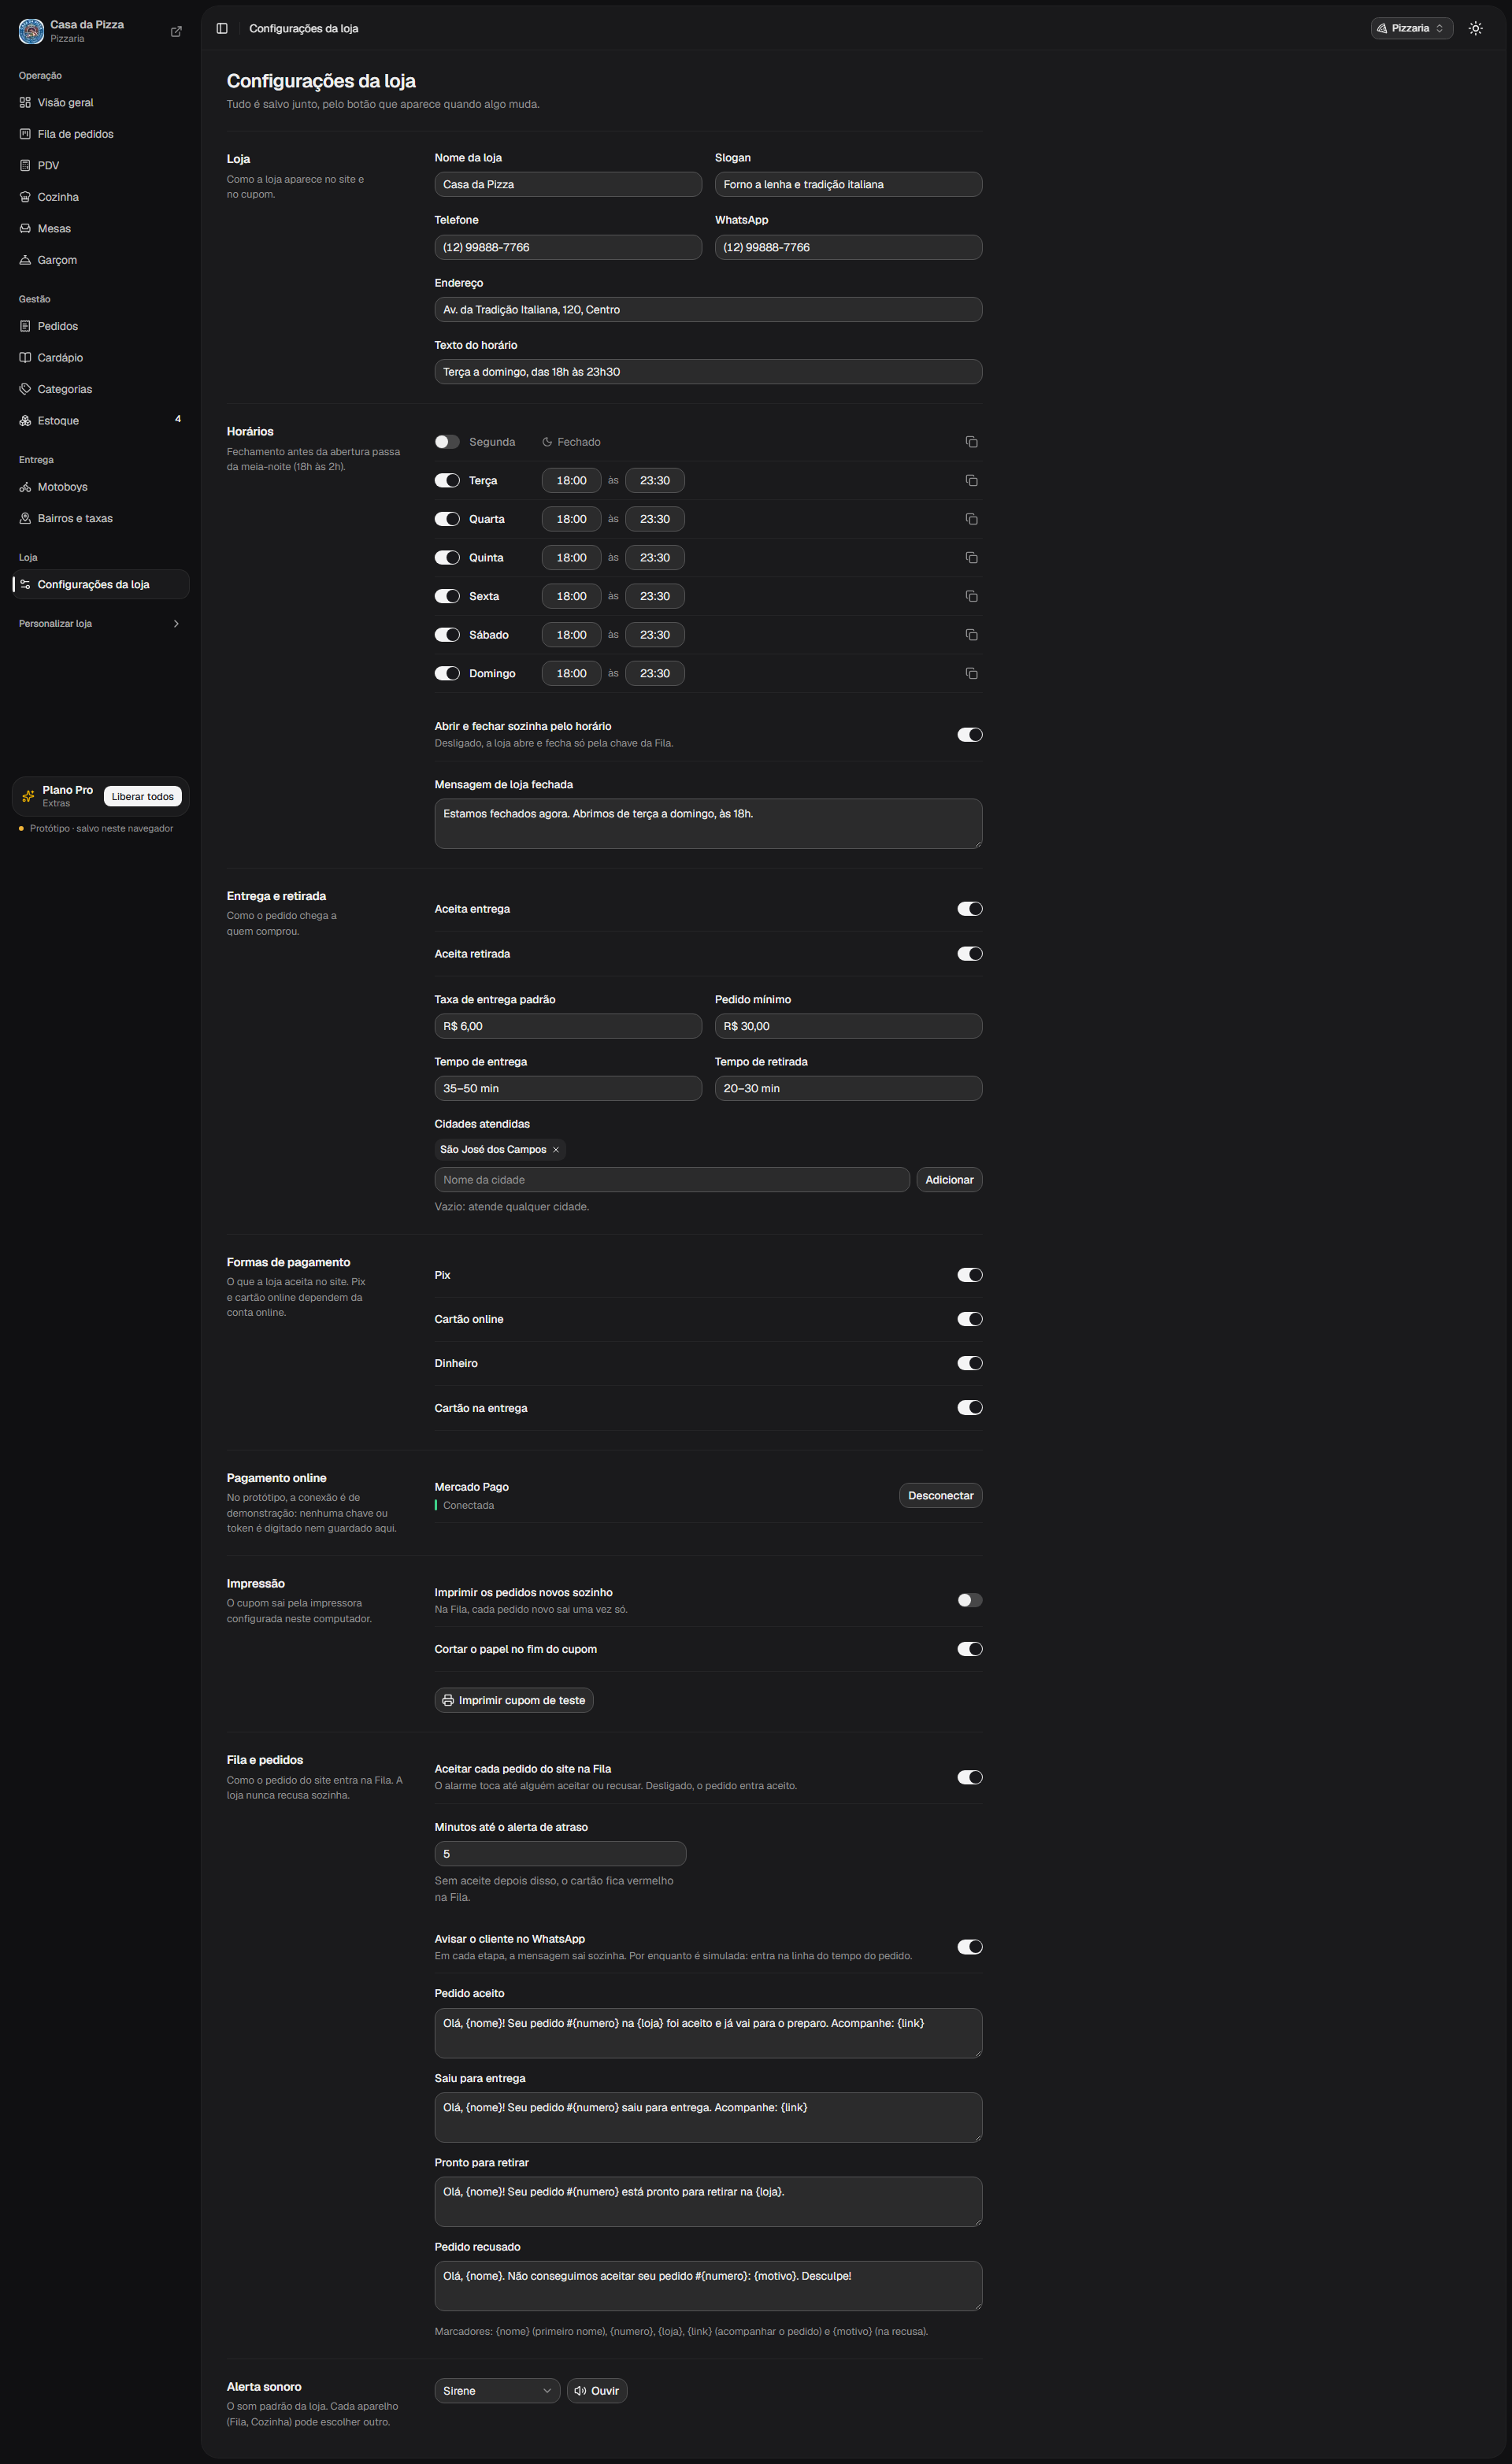 Casa da Pizza
Pizzaria
Operação
Visão geral
Fila de pedidos
PDV
Cozinha
Mesas
Garçom
Gestão
Pedidos
Cardápio
Categorias
Estoque 4
Entrega
Motoboys
Bairros e taxas
Loja
Configurações da loja
Personalizar loja
Plano Pro
Extras
Liberar todos
Protótipo · salvo neste navegador
Configurações da loja
Pizzaria
Configurações da loja
Tudo é salvo junto, pelo botão que aparece quando algo muda.
Loja
Como a loja aparece no site e
no cupom.
Nome da loja
Casa da Pizza
Slogan
Forno a lenha e tradição italiana
Telefone
(12) 99888-7766
WhatsApp
(12) 99888-7766
Endereço
Av. da Tradição Italiana, 120, Centro
Texto do horário
Terça a domingo, das 18h às 23h30
Horários
Fechamento antes da abertura passa
da meia-noite (18h às 2h).
Segunda Fechado
Terça 18:00 às 23:30
Quarta 18:00 às 23:30
Quinta 18:00 às 23:30
Sexta 18:00 às 23:30
Sábado 18:00 às 23:30
Domingo 18:00 às 23:30
Abrir e fechar sozinha pelo horário
Desligado, a loja abre e fecha só pela chave da Fila.
Mensagem de loja fechada
Estamos fechados agora. Abrimos de terça a domingo, às 18h.
Entrega e retirada
Como o pedido chega a
quem comprou.
Aceita entrega
Aceita retirada
Taxa de entrega padrão
R$ 6,00
Pedido mínimo
R$ 30,00
Tempo de entrega
35–50 min
Tempo de retirada
20–30 min
Cidades atendidas
São José dos Campos ×
Nome da cidade
Adicionar
Vazio: atende qualquer cidade.
Formas de pagamento
O que a loja aceita no site. Pix
e cartão online dependem da
conta online.
Pix
Cartão online
Dinheiro
Cartão na entrega
Pagamento online
No protótipo, a conexão é de
demonstração: nenhuma chave ou
token é digitado nem guardado aqui.
Mercado Pago
Conectada
Desconectar
Impressão
O cupom sai pela impressora
configurada neste computador.
Imprimir os pedidos novos sozinho
Na Fila, cada pedido novo sai uma vez só.
Cortar o papel no fim do cupom
Imprimir cupom de teste
Fila e pedidos
Como o pedido do site entra na Fila. A
loja nunca recusa sozinha.
Aceitar cada pedido do site na Fila
O alarme toca até alguém aceitar ou recusar. Desligado, o pedido entra aceito.
Minutos até o alerta de atraso
5
Sem aceite depois disso, o cartão fica vermelho
na Fila.
Avisar o cliente no WhatsApp
Em cada etapa, a mensagem sai sozinha. Por enquanto é simulada: entra na linha do tempo do pedido.
Pedido aceito
Olá, {nome}! Seu pedido #{numero} na {loja} foi aceito e já vai para o preparo. Acompanhe: {link}
Saiu para entrega
Olá, {nome}! Seu pedido #{numero} saiu para entrega. Acompanhe: {link}
Pronto para retirar
Olá, {nome}! Seu pedido #{numero} está pronto para retirar na {loja}.
Pedido recusado
Olá, {nome}. Não conseguimos aceitar seu pedido #{numero}: {motivo}. Desculpe!
Marcadores: {nome} (primeiro nome), {numero}, {loja}, {link} (acompanhar o pedido) e {motivo} (na recusa).
Alerta sonoro
O som padrão da loja. Cada aparelho
(Fila, Cozinha) pode escolher outro.
Sirene
Ouvir